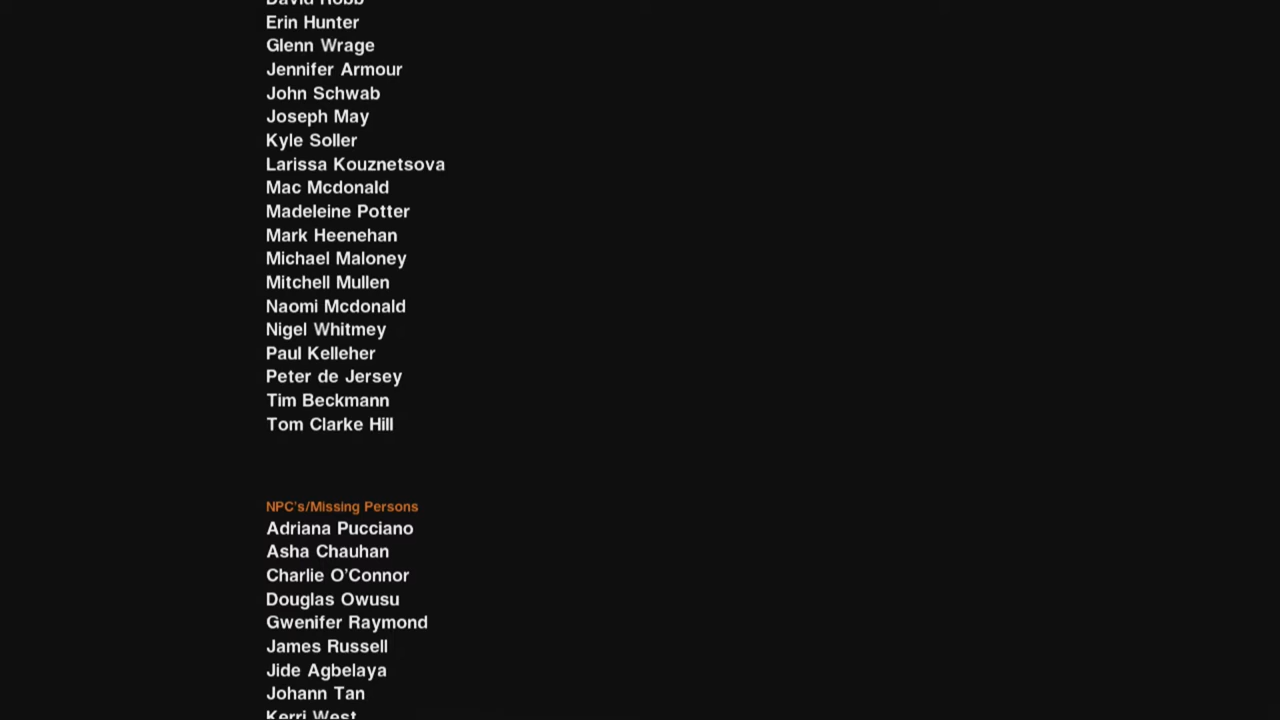 David Robb
Erin Hunter
Glenn Wrage
Jennifer Armour
John Schwab
Joseph May
Kyle Soller
Larissa Kouznetsova
Mac Mcdonald
Madeleine Potter
Mark Heenehan
Michael Maloney
Mitchell Mullen
Naomi Mcdonald
Nigel Whitmey
Paul Kelleher
Peter de Jersey
Tim Beckmann
Tom Clarke Hill
NPC's/Missing Persons
Adriana Pucciano
Asha Chauhan
Charlie O'Connor
Douglas Owusu
Gwenifer Raymond
James Russell
Jide Agbelaya
Johann Tan
Kerri West